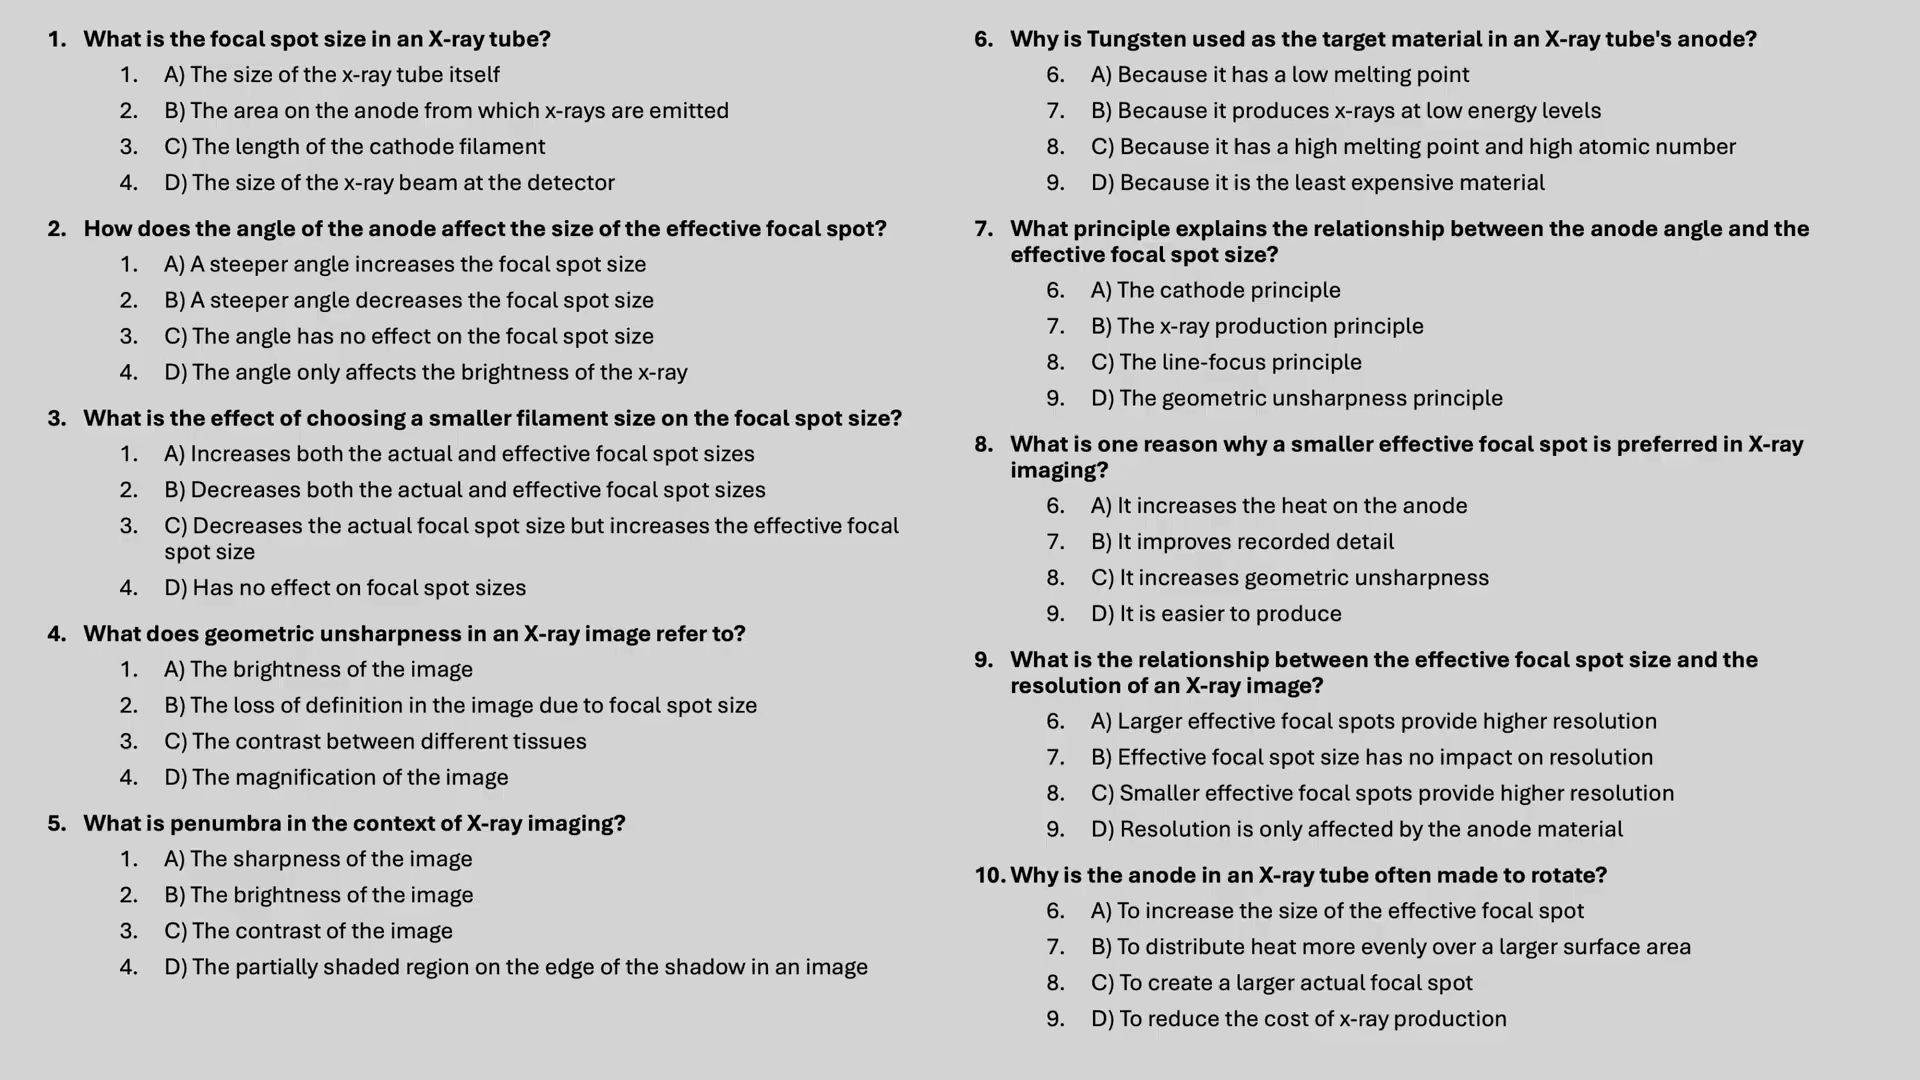 1. What is the focal spot size in an X-ray tube?
1. A) The size of the x-ray tube itself
2. B) The area on the anode from which x-rays are emitted
3. C) The length of the cathode filament
4. D) The size of the x-ray beam at the detector
2. How does the angle of the anode affect the size of the effective focal spot?
1. A) A steeper angle increases the focal spot size
2. B) A steeper angle decreases the focal spot size
3. C) The angle has no effect on the focal spot size
4. D) The angle only affects the brightness of the x-ray
3. What is the effect of choosing a smaller filament size on the focal spot size?
1. A) Increases both the actual and effective focal spot sizes
2. B) Decreases both the actual and effective focal spot sizes
3. C) Decreases the actual focal spot size but increases the effective focal
spot size
4. D) Has no effect on focal spot sizes
4. What does geometric unsharpness in an X-ray image refer to?
1. A) The brightness of the image
2. B) The loss of definition in the image due to focal spot size
3. C) The contrast between different tissues
4. D) The magnification of the image
5. What is penumbra in the context of X-ray imaging?
1. A) The sharpness of the image
2. B) The brightness of the image
3. C) The contrast of the image
4. D) The partially shaded region on the edge of the shadow in an image
6. Why is Tungsten used as the target material in an X-ray tube's anode?
6. A) Because it has a low melting point
7. B) Because it produces x-rays at low energy levels
8. C) Because it has a high melting point and high atomic number
9. D) Because it is the least expensive material
7. What principle explains the relationship between the anode angle and the
effective focal spot size?
6. A) The cathode principle
7. B) The x-ray production principle
8. C) The line-focus principle
9. D) The geometric unsharpness principle
8. What is one reason why a smaller effective focal spot is preferred in X-ray
imaging?
6. A) It increases the heat on the anode
7. B) It improves recorded detail
8. C) It increases geometric unsharpness
9. D) It is easier to produce
9. What is the relationship between the effective focal spot size and the
resolution of an X-ray image?
6. A) Larger effective focal spots provide higher resolution
7. B) Effective focal spot size has no impact on resolution
8. C) Smaller effective focal spots provide higher resolution
9. D) Resolution is only affected by the anode material
10. Why is the anode in an X-ray tube often made to rotate?
6. A) To increase the size of the effective focal spot
7. B) To distribute heat more evenly over a larger surface area
8. C) To create a larger actual focal spot
9. D) To reduce the cost of x-ray production